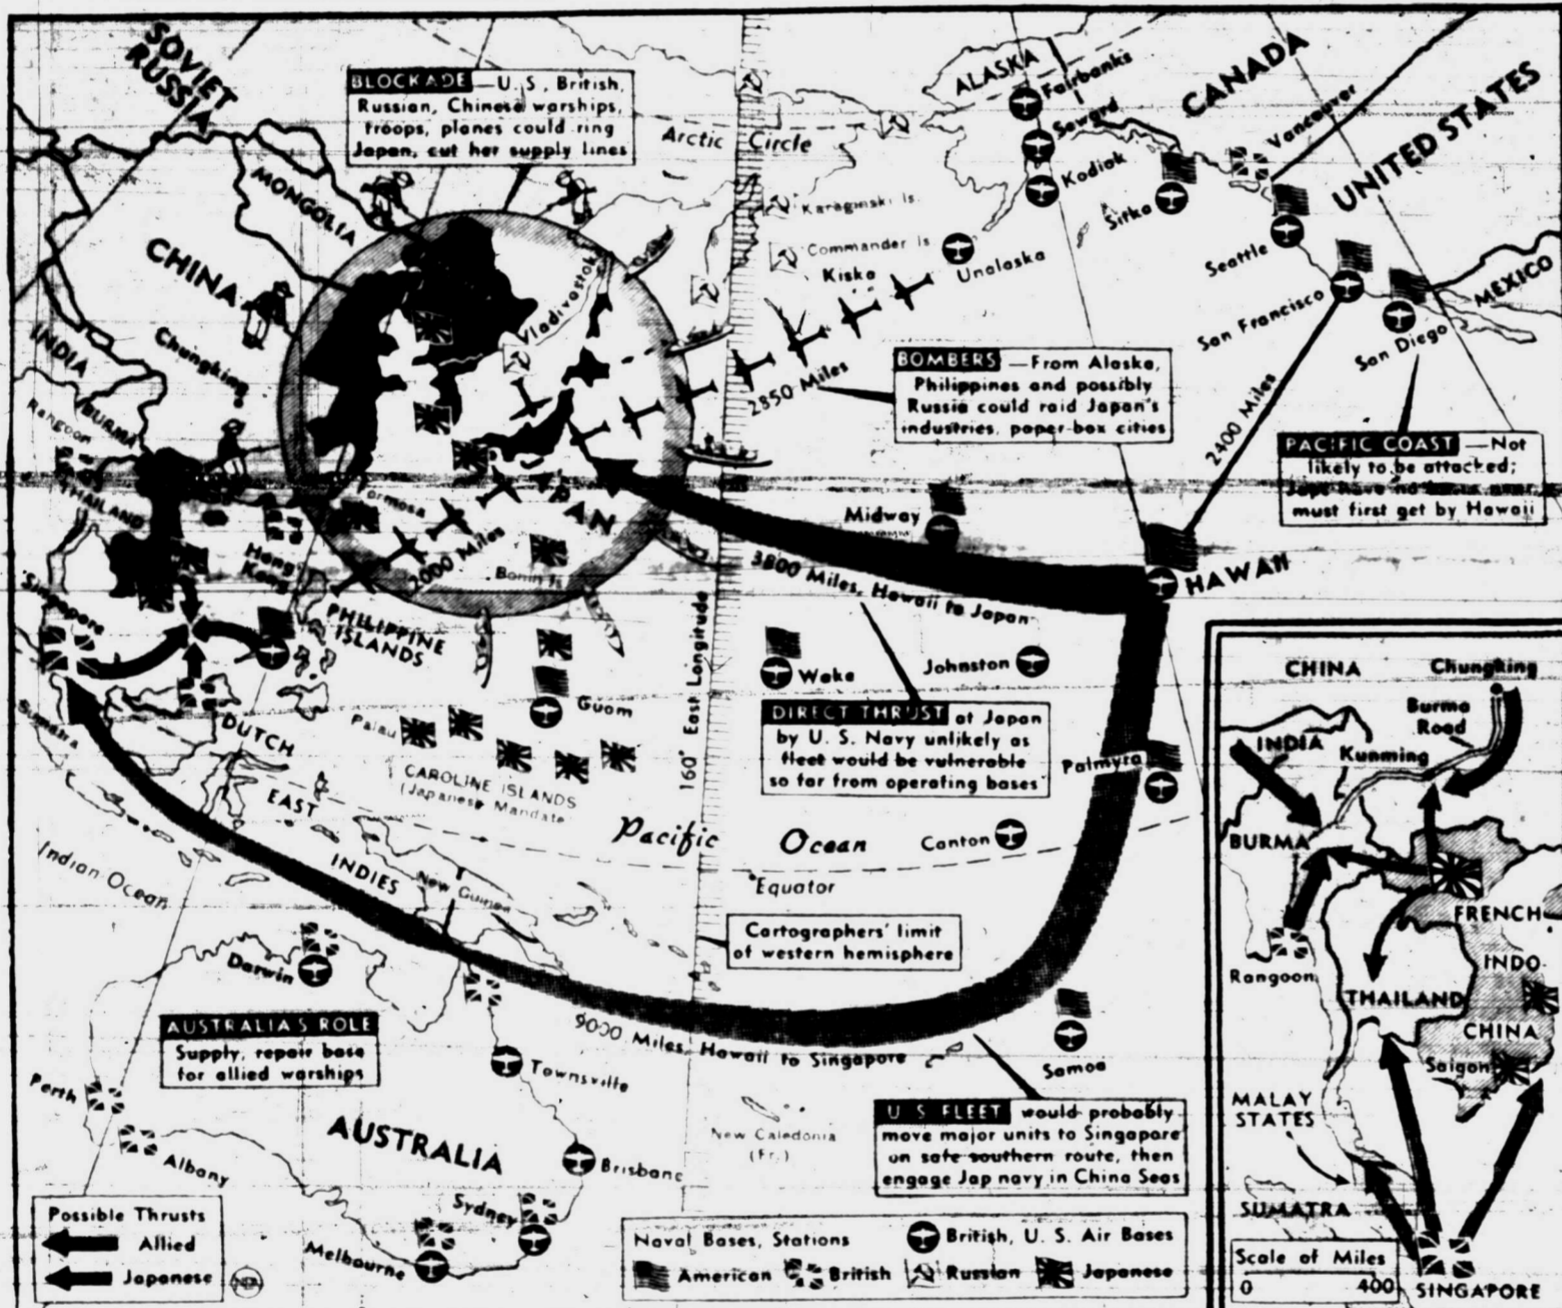 SOVIET
RUSSIA
BLOCKADE — U. S., British,
Russian, Chinese warships,
troops, planes could ring
Japan, cut her supply lines
Arctic Circle
ALASKA
Fairbanks
Seward
Kodiak
CANADA
Vancouver
UNITED STATES
Sitka
Seattle
San Francisco
San Diego
MEXICO
MONGOLIA
CHINA
Chungking
INDIA
BURMA
Rangoon
THAILAND
Karaginski Is.
Commander Is.
Kiska
Unalaska
Vladivostok
2850 Miles
BOMBERS — From Alaska,
Philippines and possibly
Russia could raid Japan's
industries, paper-box cities
2400 Miles
PACIFIC COAST — Not
likely to be attacked;
Japs have no
must first get by Hawaii
JAPAN
Formosa
2000 Miles
Bonin Is.
Hong
Kong
Midway
3800 Miles, Hawaii to Japan
HAWAII
Singapore
PHILIPPINE
ISLANDS
160° East Longitude
Wake
Johnston
Guam
Palau
DIRECT THRUST at Japan
by U. S. Navy unlikely as
fleet would be vulnerable
so far from operating bases
Palmyra
Sumatra
DUTCH
EAST
INDIES
CAROLINE ISLANDS
(Japanese Mandate
Pacific Ocean
Canton
Equator
New Guinea
Indian Ocean
Cartographers' limit
of western hemisphere
Darwin
AUSTRALIA'S ROLE
Supply, repair base
for allied warships
9000 Miles, Hawaii to Singapore
Samoa
Townsville
Perth
Albany
AUSTRALIA
Brisbane
Sydney
Melbourne
New Caledonia
(Fr.)
U S FLEET would probably
move major units to Singapore
on safe southern route, then
engage Jap navy in China Seas
Possible Thrusts
Allied
Japanese
NEA
Naval Bases, Stations
British, U. S. Air Bases
American British Russian Japanese
CHINA
Chungking
Burma
Road
INDIA
Kunming
BURMA
Rangoon
FRENCH
INDO-
CHINA
THAILAND
Saigon
MALAY
STATES
SUMATRA
Scale of Miles
0 400
SINGAPORE